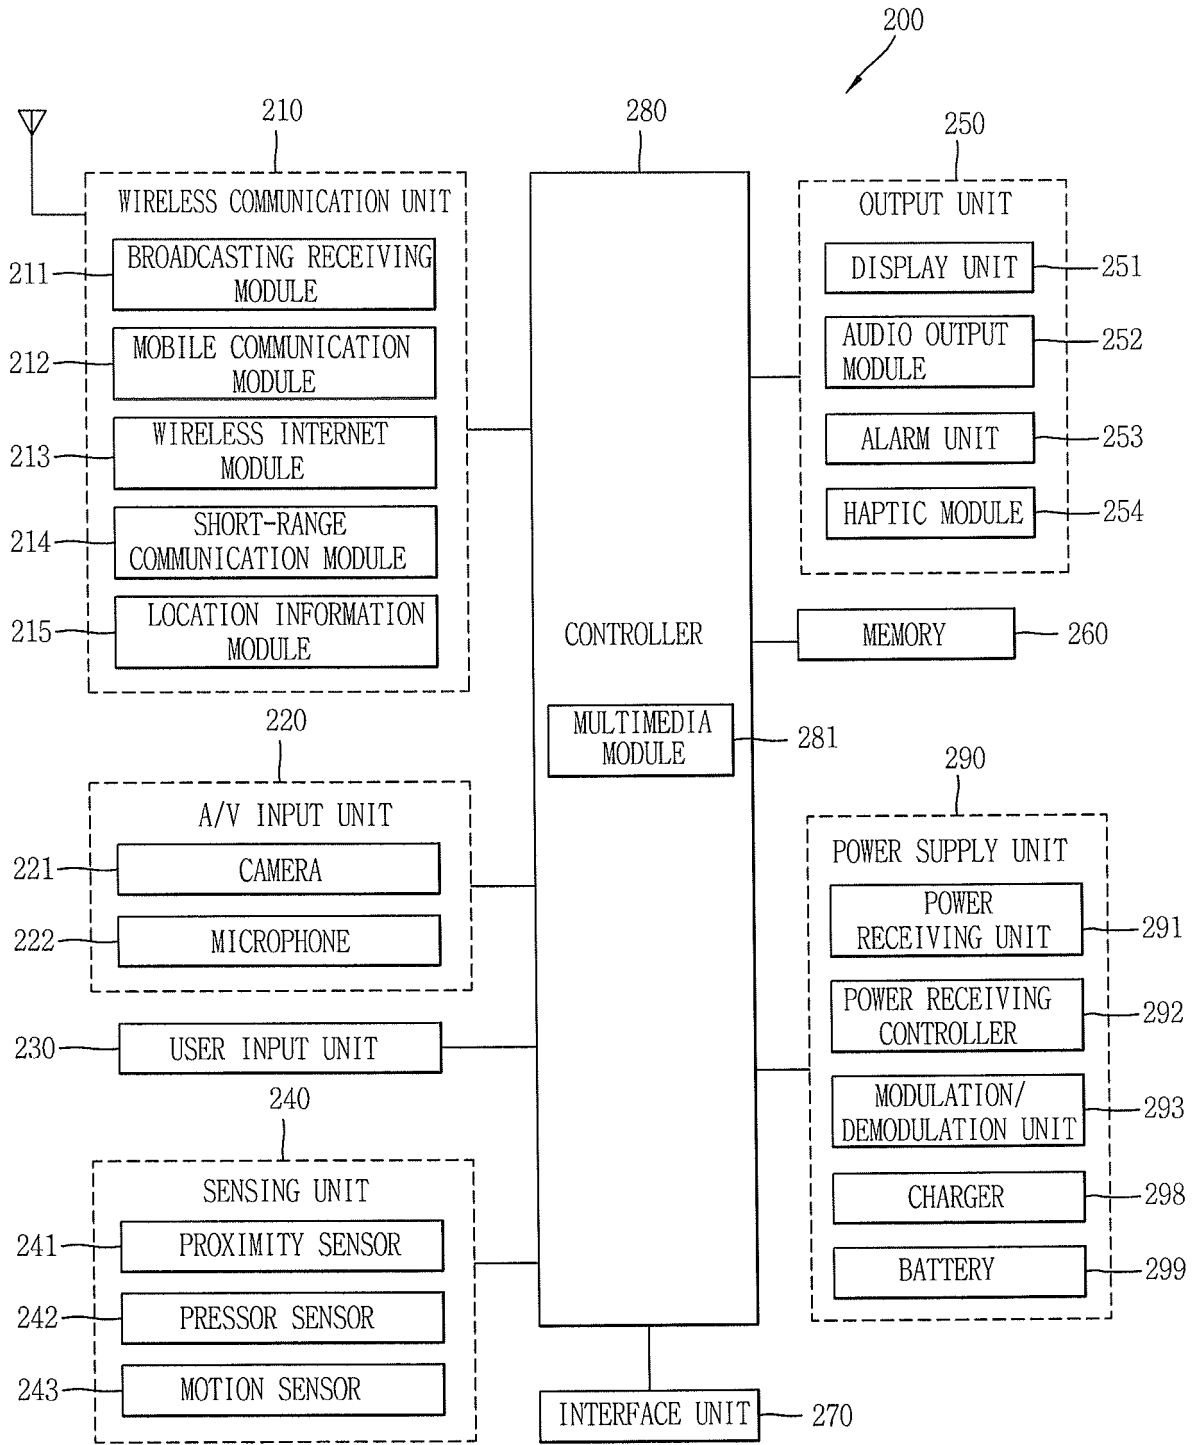 200
210
WIRELESS COMMUNICATION UNIT
211
BROADCASTING RECEIVING
MODULE
212
MOBILE COMMUNICATION
MODULE
213
WIRELESS INTERNET
MODULE
214
SHORT-RANGE
COMMUNICATION MODULE
215
LOCATION INFORMATION
MODULE
220
A/V INPUT UNIT
221
CAMERA
222
MICROPHONE
230
USER INPUT UNIT
240
SENSING UNIT
241
PROXIMITY SENSOR
242
PRESSOR SENSOR
243
MOTION SENSOR
280
CONTROLLER
MULTIMEDIA
MODULE
281
INTERFACE UNIT
270
250
OUTPUT UNIT
DISPLAY UNIT
251
AUDIO OUTPUT
MODULE
252
ALARM UNIT
253
HAPTIC MODULE
254
MEMORY
260
290
POWER SUPPLY UNIT
POWER
RECEIVING UNIT
291
POWER RECEIVING
CONTROLLER
292
MODULATION/
DEMODULATION UNIT
293
CHARGER
298
BATTERY
299